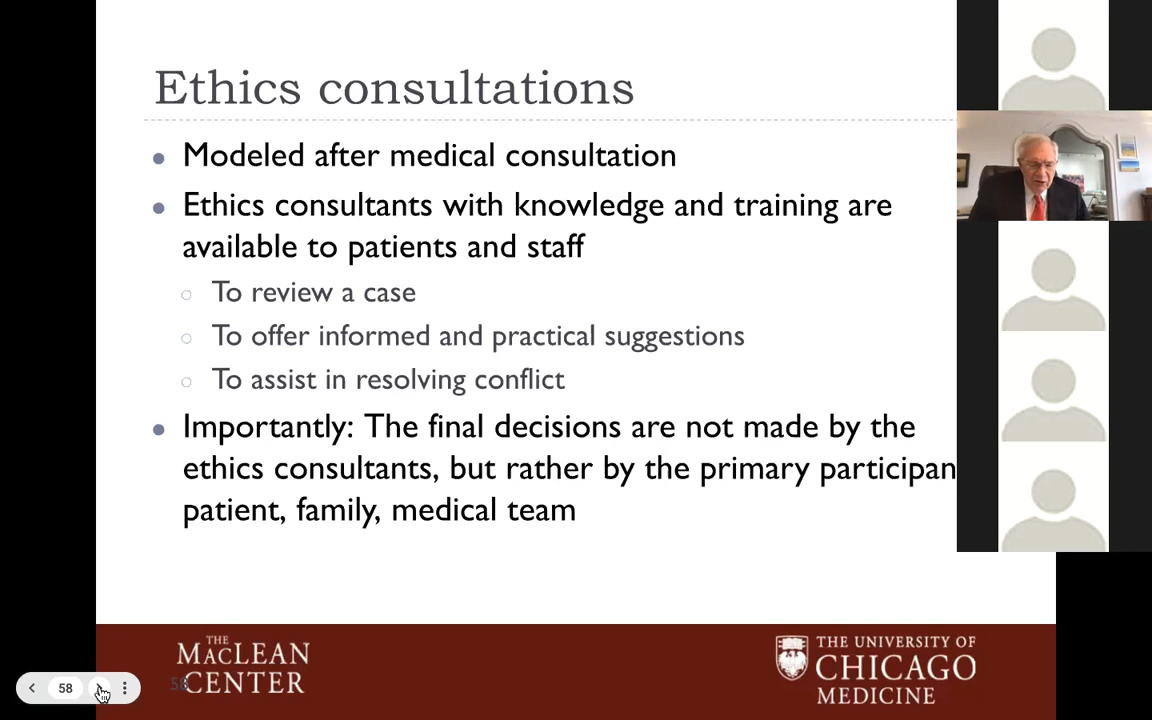 Ethics consultations
Modeled after medical consultation
Ethics consultants with knowledge and training are
available to patients and staff
To review a case
To offer informed and practical suggestions
To assist in resolving conflict
Importantly: The final decisions are not made by the
ethics consultants, but rather by the primary participan
patient, family, medical team
THE
MACLEAN
CENTER
THE UNIVERSITY OF
CHICAGO
MEDICINE
58
58